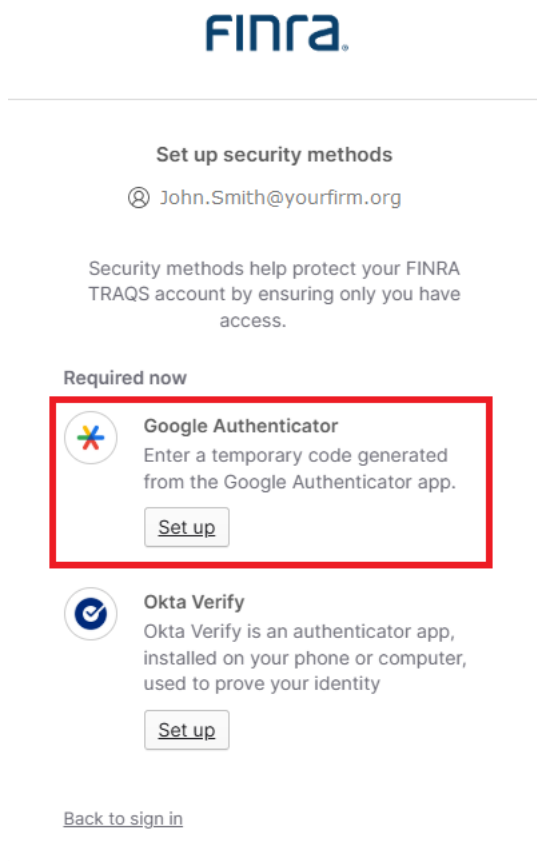 FINRA.
Set up security methods
John.Smith@yourfirm.org
Security methods help protect your FINRA
TRAQS account by ensuring only you have
access.
Required now
Google Authenticator
Enter a temporary code generated
from the Google Authenticator app.
Set up
Okta Verify
Okta Verify is an authenticator app,
installed on your phone or computer,
used to prove your identity
Set up
Back to sign in